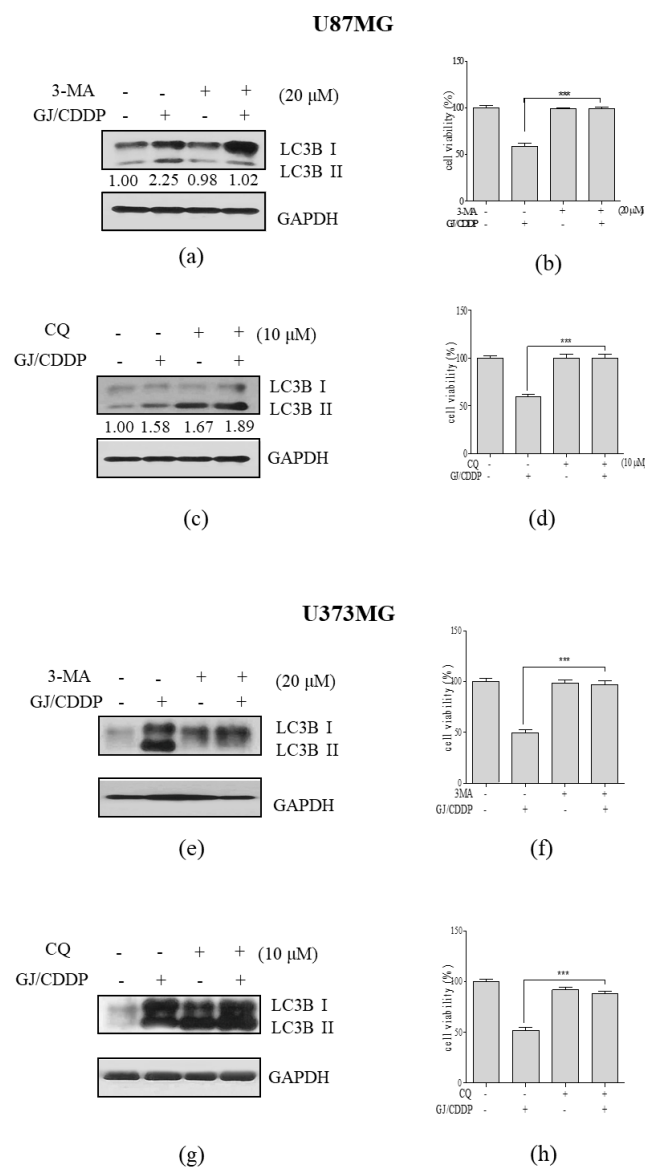 U87MG
3-MA - - + + (20 μM)
GJ/CDDP - + - +
LC3B I
LC3B II
1.00 2.25 0.98 1.02
GAPDH
(a)
150
100
50
0
cell viability (%)
3-MA - - + + (20 μM)
GJ/CDDP - + - +
***
(b)
CQ - - + + (10 μM)
GJ/CDDP - + - +
LC3B I
LC3B II
1.00 1.58 1.67 1.89
GAPDH
(c)
150
100
50
0
cell viability (%)
***
CQ - - + + (10 μM)
GJ/CDDP - + - +
(d)
U373MG
3-MA - - + + (20 μM)
GJ/CDDP - + - +
LC3B I
LC3B II
GAPDH
(e)
150
100
50
0
cell viability (%)
***
3MA - - + +
GJ/CDDP - + - +
(f)
CQ - - + + (10 μM)
GJ/CDDP - + - +
LC3B I
LC3B II
GAPDH
(g)
150
100
50
0
cell viability (%)
***
CQ - - + +
GJ/CDDP - + - +
(h)